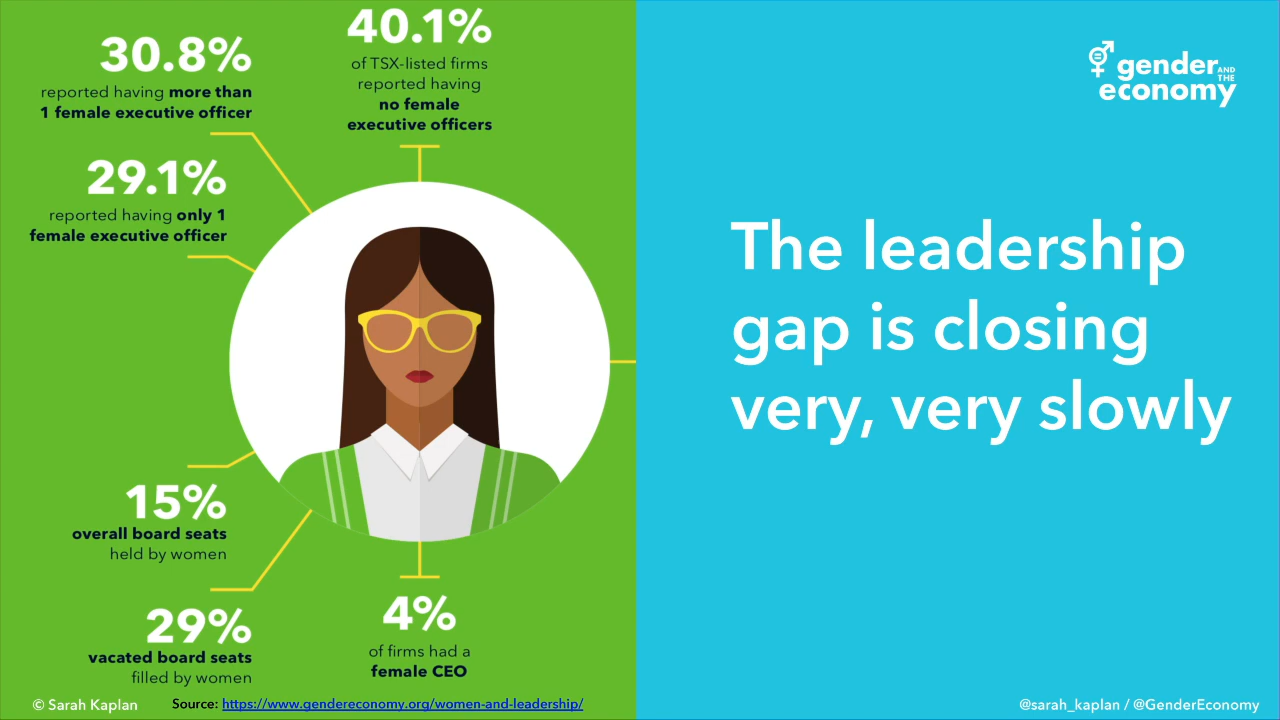 30.8%
reported having more than
1 female executive officer
40.1%
of TSX-listed firms
reported having
no female
executive officers
29.1%
reported having only 1
female executive officer
15%
overall board seats
held by women
29%
vacated board seats
filled by women
4%
of firms had a
female CEO
© Sarah Kaplan
Source: https://www.gendereconomy.org/women-and-leadership/
gender AND THE
economy
The leadership
gap is closing
very, very slowly
@sarah_kaplan / @GenderEconomy